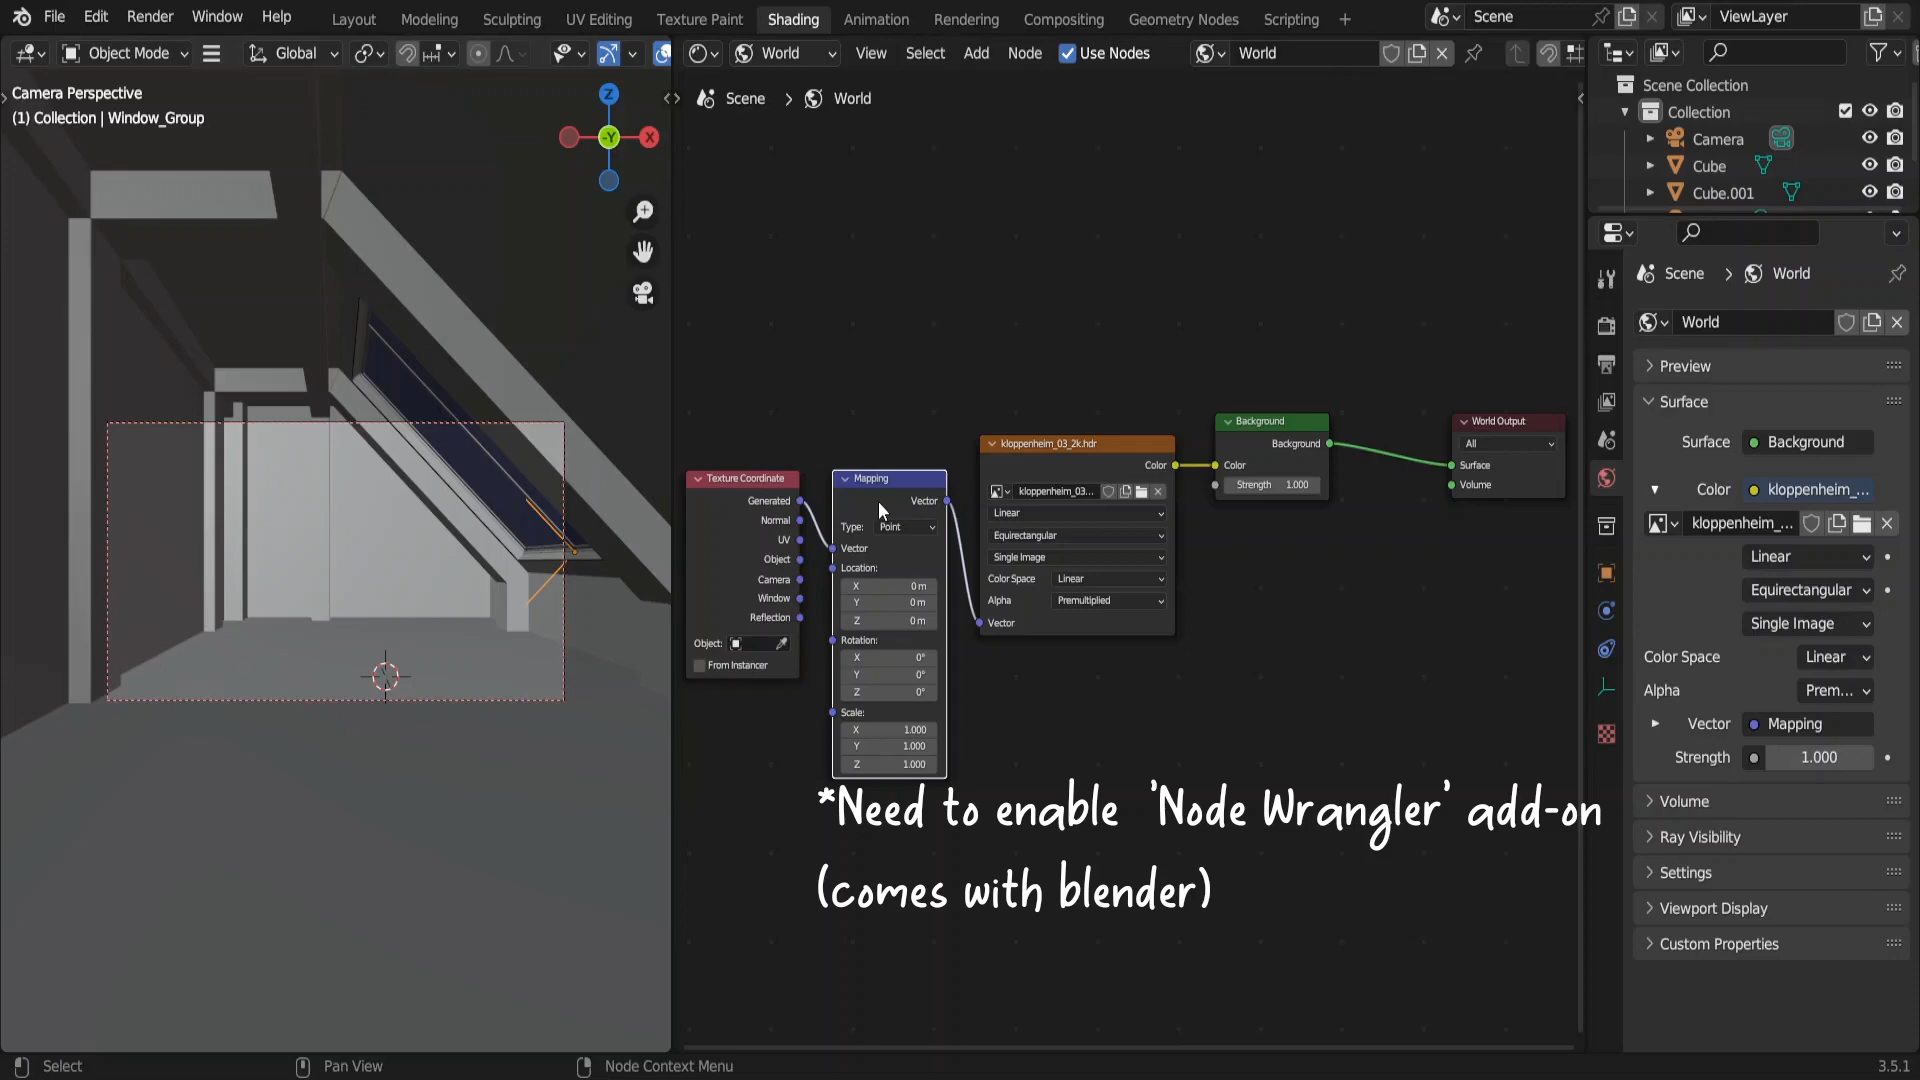 File Edit Render Window Help
Layout Modeling Sculpting UV Editing Texture Paint Shading Animation Rendering Compositing Geometry Nodes Scripting +
Scene
ViewLayer
Object Mode
Global
World View Select Add Node Use Nodes
World
Camera Perspective
(1) Collection | Window_Group
Z
-Y
X
Scene > World
Texture Coordinate
Generated
Normal
UV
Object
Camera
Window
Reflection
Object:
From Instancer
Mapping
Vector
Type: Point
Vector
Location:
X 0 m
Y 0 m
Z 0 m
Rotation:
X 0°
Y 0°
Z 0°
Scale:
X 1.000
Y 1.000
Z 1.000
kloppenheim_03_2k.hdr
Color
kloppenheim_03...
Linear
Equirectangular
Single Image
Color Space Linear
Alpha Premultiplied
Vector
Background
Background
Color
Strength 1.000
World Output
All
Surface
Volume
*Need to enable 'Node Wrangler' add-on
(comes with blender)
Scene Collection
Collection
Camera
Cube
Cube.001
Scene > World
World
Preview
Surface
Surface Background
Color kloppenheim_...
kloppenheim_...
Linear
Equirectangular
Single Image
Color Space Linear
Alpha Prem...
Vector Mapping
Strength 1.000
Volume
Ray Visibility
Settings
Viewport Display
Custom Properties
Select
Pan View
Node Context Menu
3.5.1